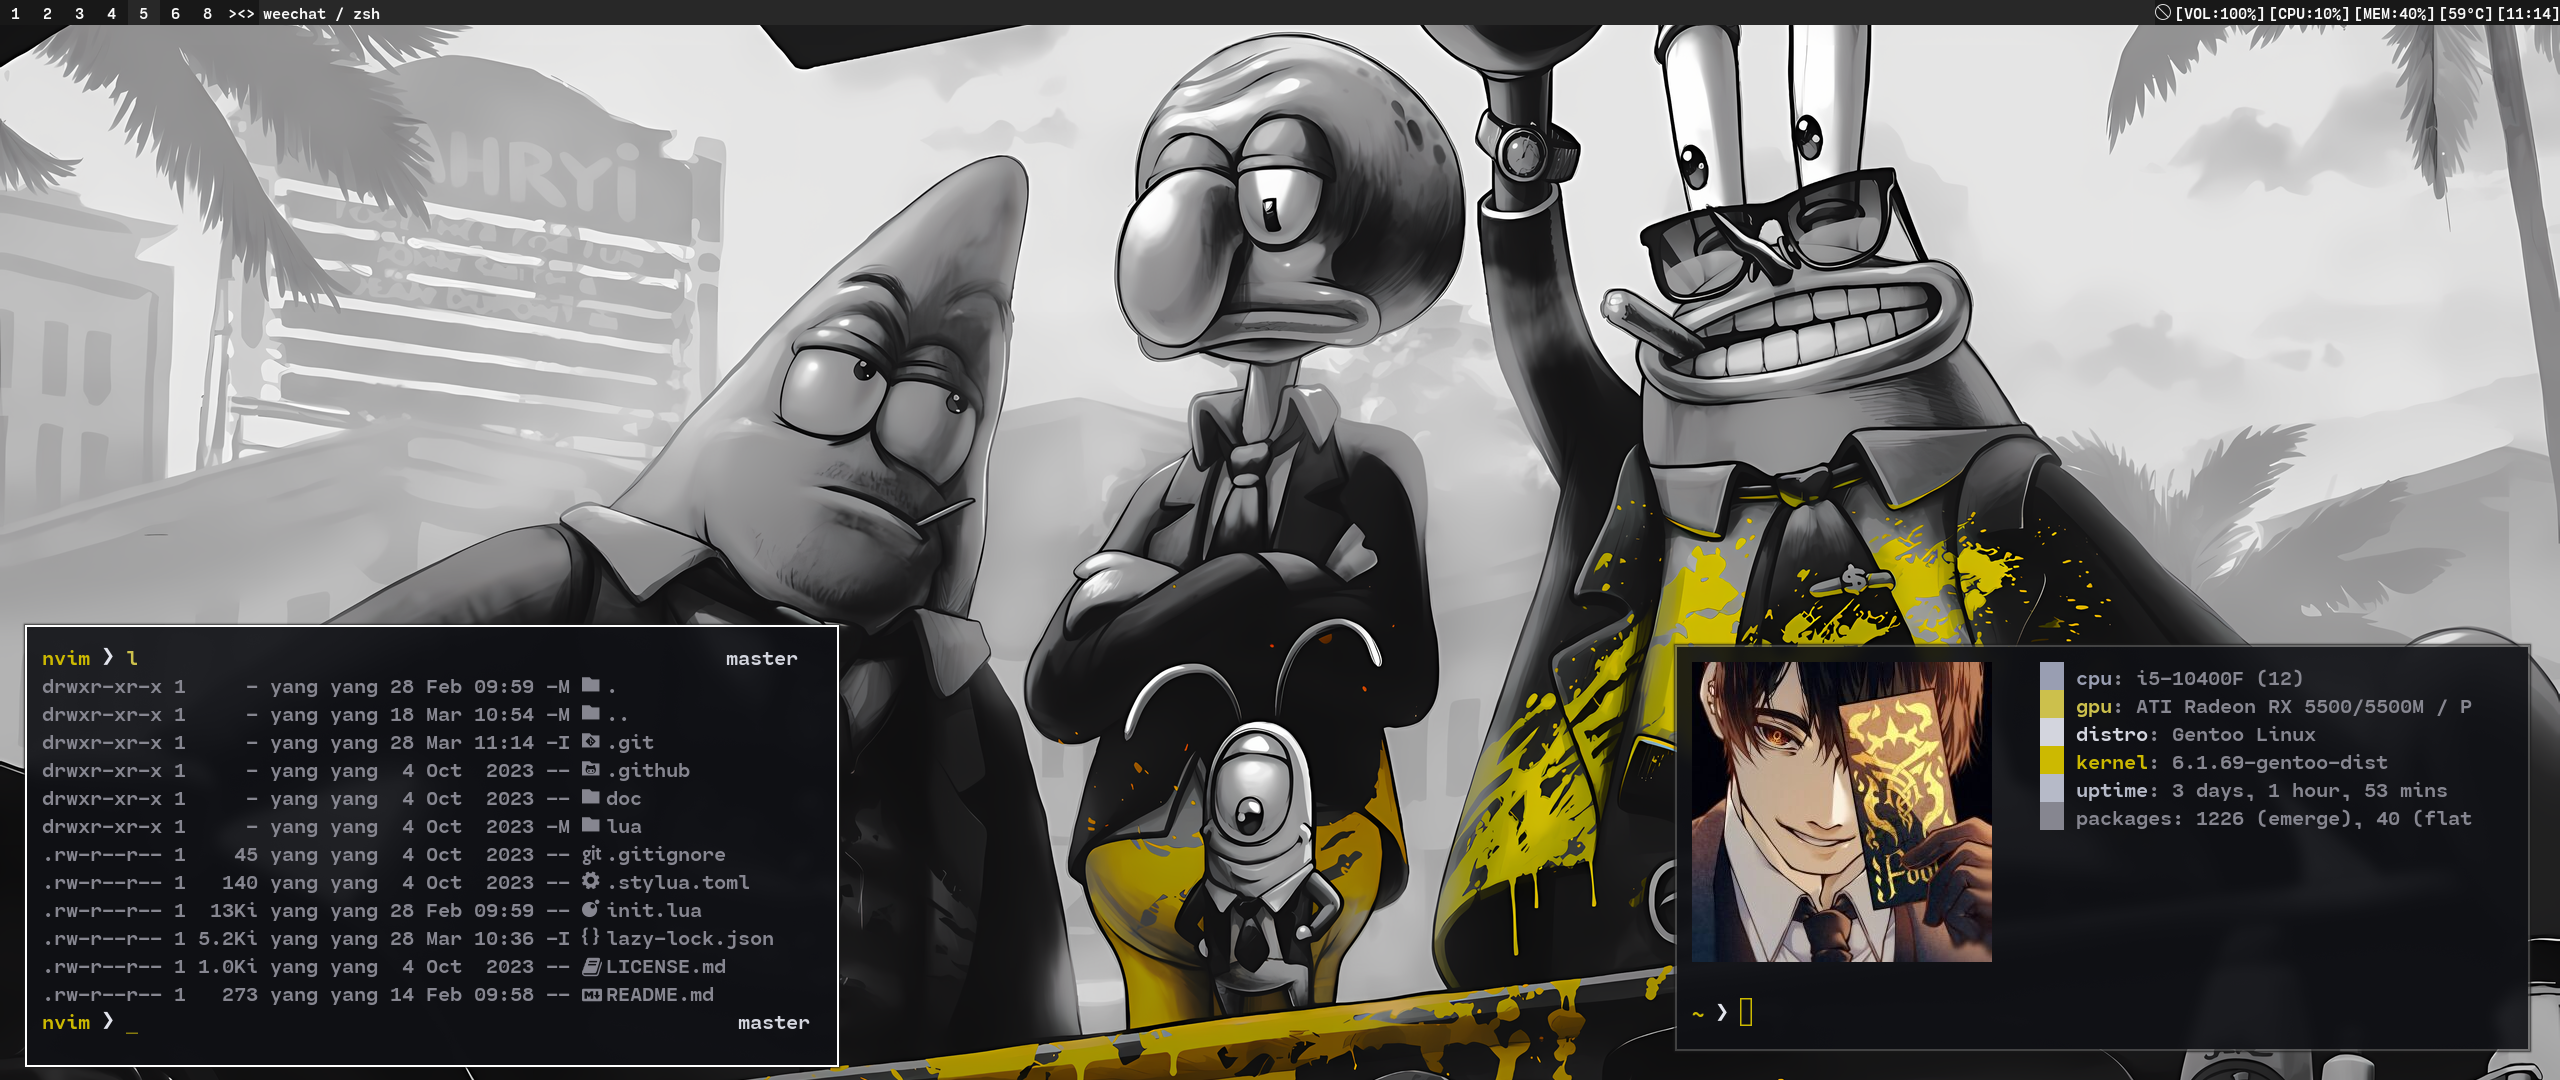 1 2 3 4 5 6 8 ><> weechat / zsh
[VOL:100%] [CPU:10%] [MEM:40%] [59°C] [11:14]
AHRYi
$
nvim ❯ l master
drwxr-xr-x 1 - yang yang 28 Feb 09:59 -M .
drwxr-xr-x 1 - yang yang 18 Mar 10:54 -M ..
drwxr-xr-x 1 - yang yang 28 Mar 11:14 -I .git
drwxr-xr-x 1 - yang yang 4 Oct 2023 -- .github
drwxr-xr-x 1 - yang yang 4 Oct 2023 -- doc
drwxr-xr-x 1 - yang yang 4 Oct 2023 -M lua
.rw-r--r-- 1 45 yang yang 4 Oct 2023 -- git .gitignore
.rw-r--r-- 1 140 yang yang 4 Oct 2023 -- .stylua.toml
.rw-r--r-- 1 13Ki yang yang 28 Feb 09:59 -- init.lua
.rw-r--r-- 1 5.2Ki yang yang 28 Mar 10:36 -I {} lazy-lock.json
.rw-r--r-- 1 1.0Ki yang yang 4 Oct 2023 -- LICENSE.md
.rw-r--r-- 1 273 yang yang 14 Feb 09:58 -- README.md
nvim ❯ _ master
cpu: i5-10400F (12)
gpu: ATI Radeon RX 5500/5500M / P
distro: Gentoo Linux
kernel: 6.1.69-gentoo-dist
uptime: 3 days, 1 hour, 53 mins
packages: 1226 (emerge), 40 (flat
Fool
~ ❯